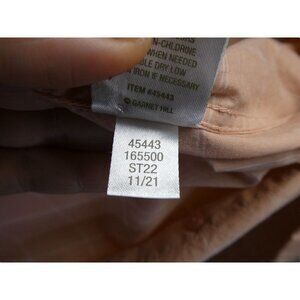 N-CHLORINE
WHEN NEEDED
BLE DRY LOW
IRON IF NECESSARY
ITEM #45443
© GARNET HILL
45443
165500
ST22
11/21